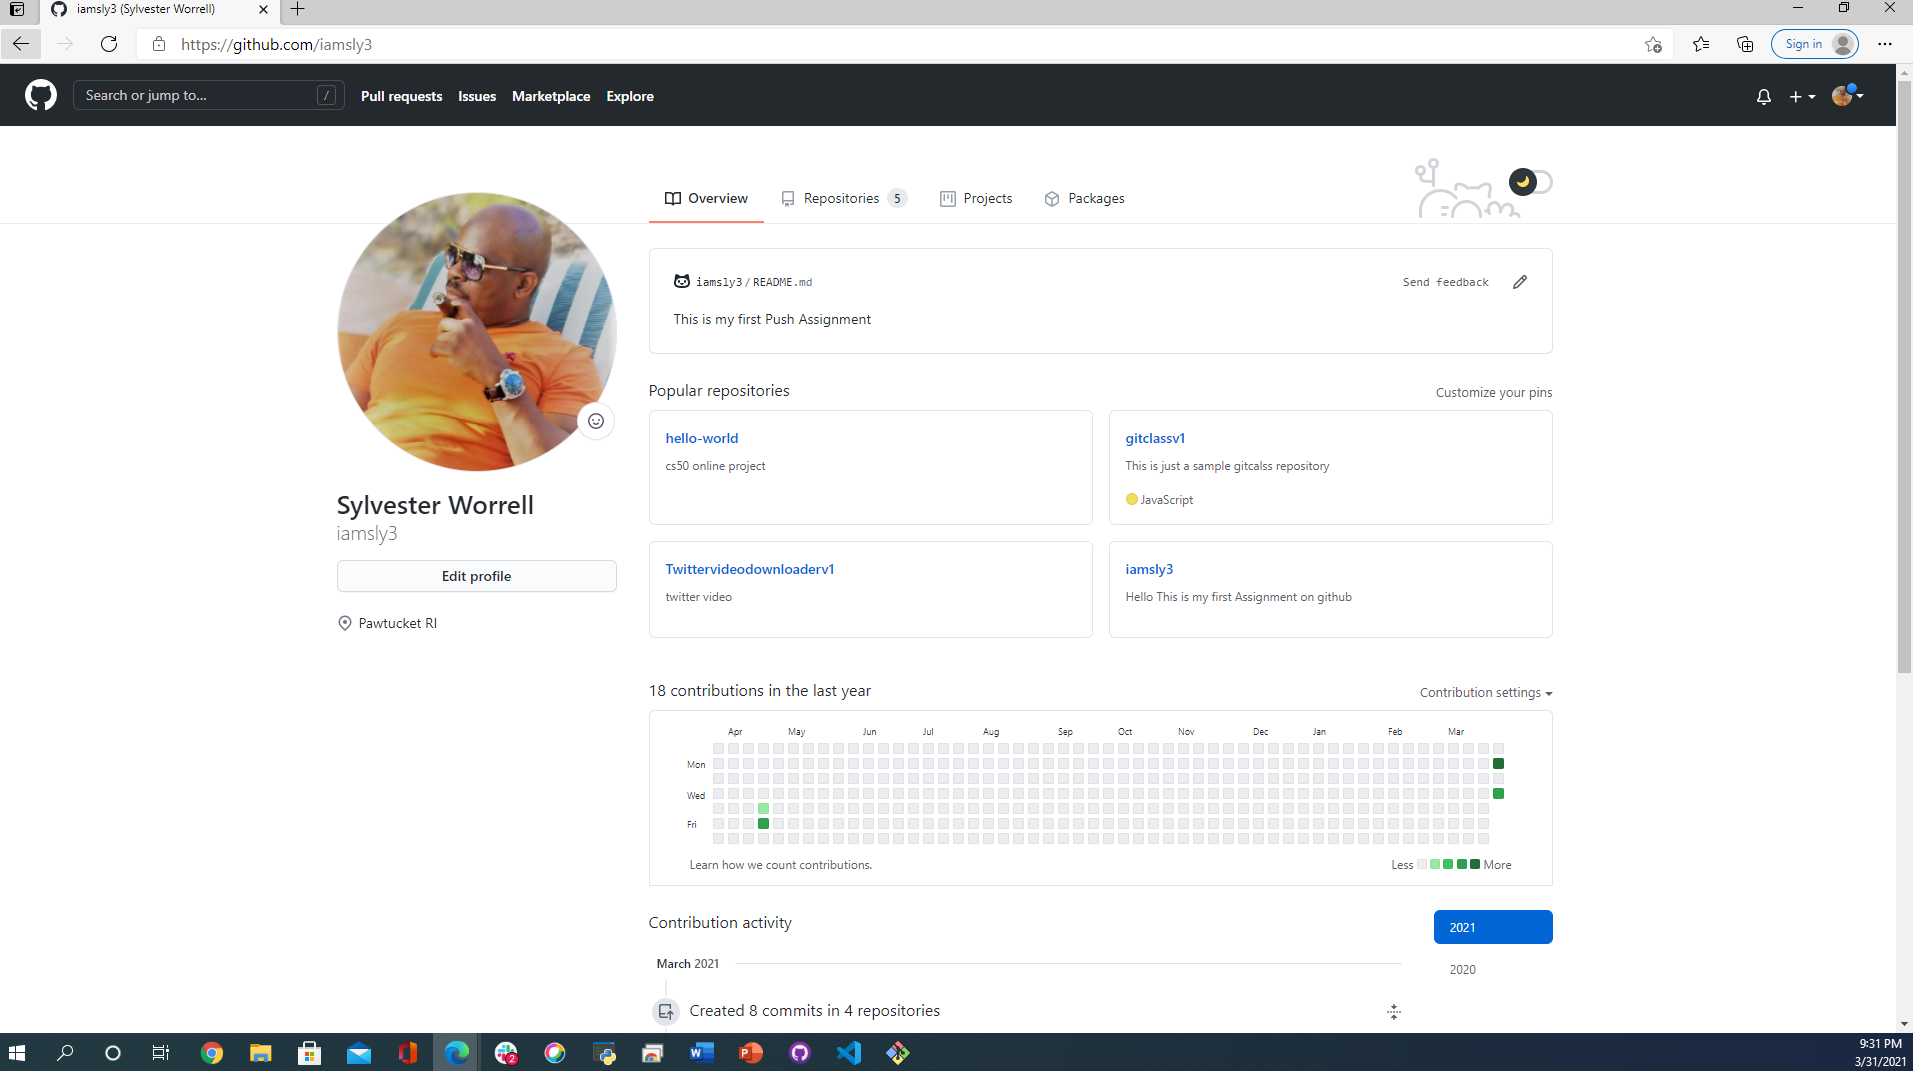 iamsly3 (Sylvester Worrell)
https://github.com/iamsly3
Sign in
Search or jump to...
/
Pull requests
Issues
Marketplace
Explore
Overview
Repositories 5
Projects
Packages
iamsly3/README.md
Send feedback
This is my first Push Assignment
Popular repositories
Customize your pins
hello-world
cs50 online project
gitclassv1
This is just a sample gitcalss repository
JavaScript
Twittervideodownloaderv1
twitter video
iamsly3
Hello This is my first Assignment on github
Sylvester Worrell
iamsly3
Edit profile
Pawtucket RI
18 contributions in the last year
Contribution settings
Apr May Jun Jul Aug Sep Oct Nov Dec Jan Feb Mar
Mon
Wed
Fri
Learn how we count contributions.
Less
More
Contribution activity
2021
2020
March 2021
Created 8 commits in 4 repositories
2
9:31 PM
3/31/2021